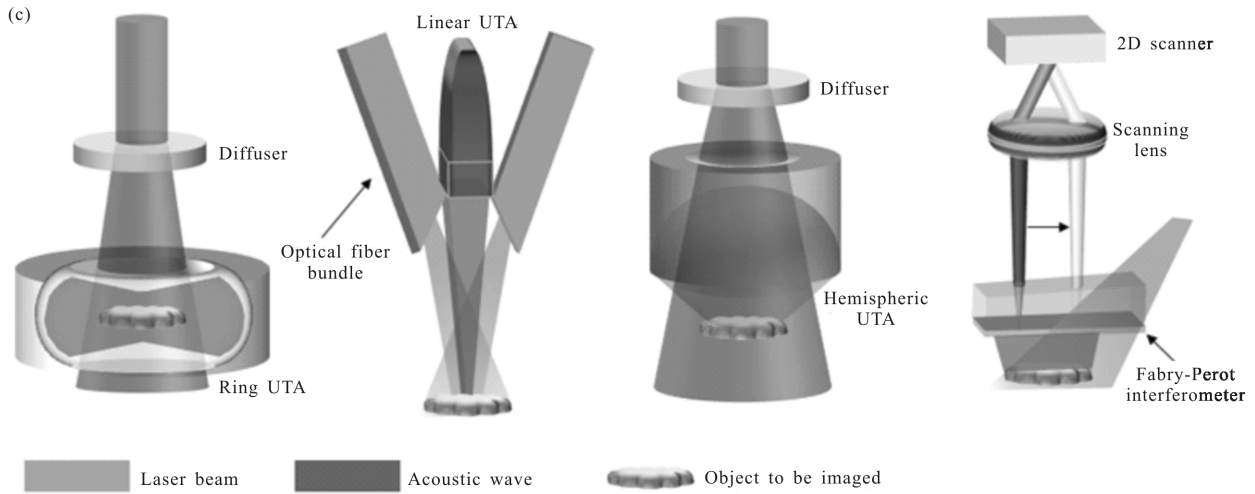 (c)
Linear UTA
2D scanner
Diffuser
Diffuser
Scanning
lens
Optical fiber
bundle
Hemispheric
UTA
Ring UTA
Fabry-Perot
interferometer
Laser beam
Acoustic wave
Object to be imaged